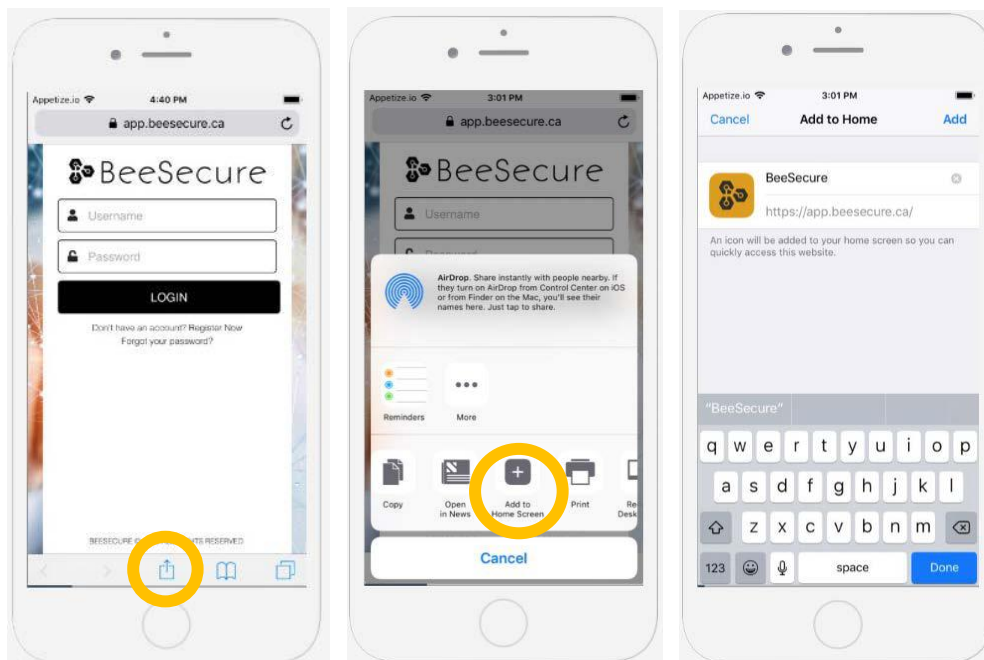 Appetize.io 4:40 PM
app.beesecure.ca
BeeSecure
Username
Password
LOGIN
Don't have an account? Register Now
Forgot your password?
BEESECURE TS RESERVED
Appetize.io 3:01 PM
app.beesecure.ca
BeeSecure
Username
AirDrop. Share instantly with people nearby. If
they turn on AirDrop from Control Center on iOS
or from Finder on the Mac, you'll see their
names here. Just tap to share.
Reminders More
Copy Open
in News Add to
Home Screen Print Re
Desk
Cancel
Appetize.io 3:01 PM
Cancel Add to Home Add
BeeSecure
https://app.beesecure.ca/
An icon will be added to your home screen so you can
quickly access this website.
"BeeSecure"
q w e r t y u i o p
a s d f g h j k l
z x c v b n m
123 space Done